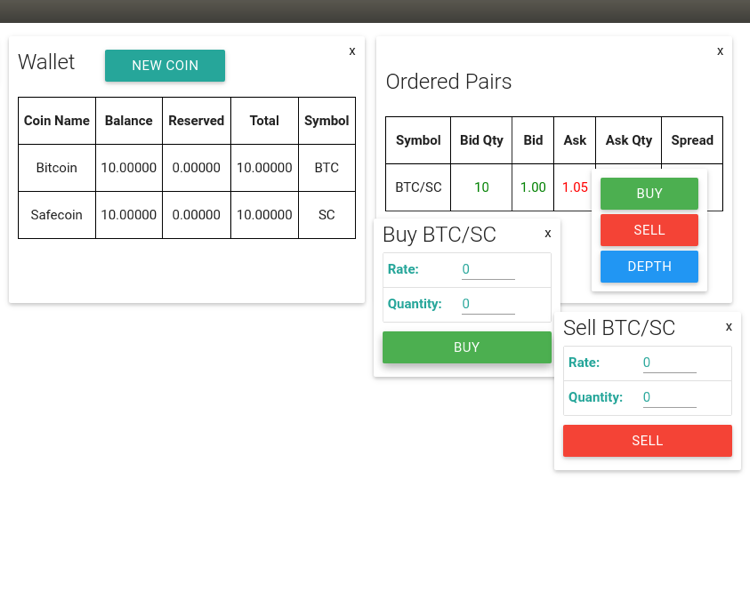 x
Wallet NEW COIN
Coin Name Balance Reserved Total Symbol
Bitcoin 10.00000 0.00000 10.00000 BTC
Safecoin 10.00000 0.00000 10.00000 SC
x
Ordered Pairs
Symbol Bid Qty Bid Ask Ask Qty Spread
BTC/SC 10 1.00 1.05
BUY
SELL
DEPTH
Buy BTC/SC x
Rate: 0
Quantity: 0
BUY
Sell BTC/SC x
Rate: 0
Quantity: 0
SELL